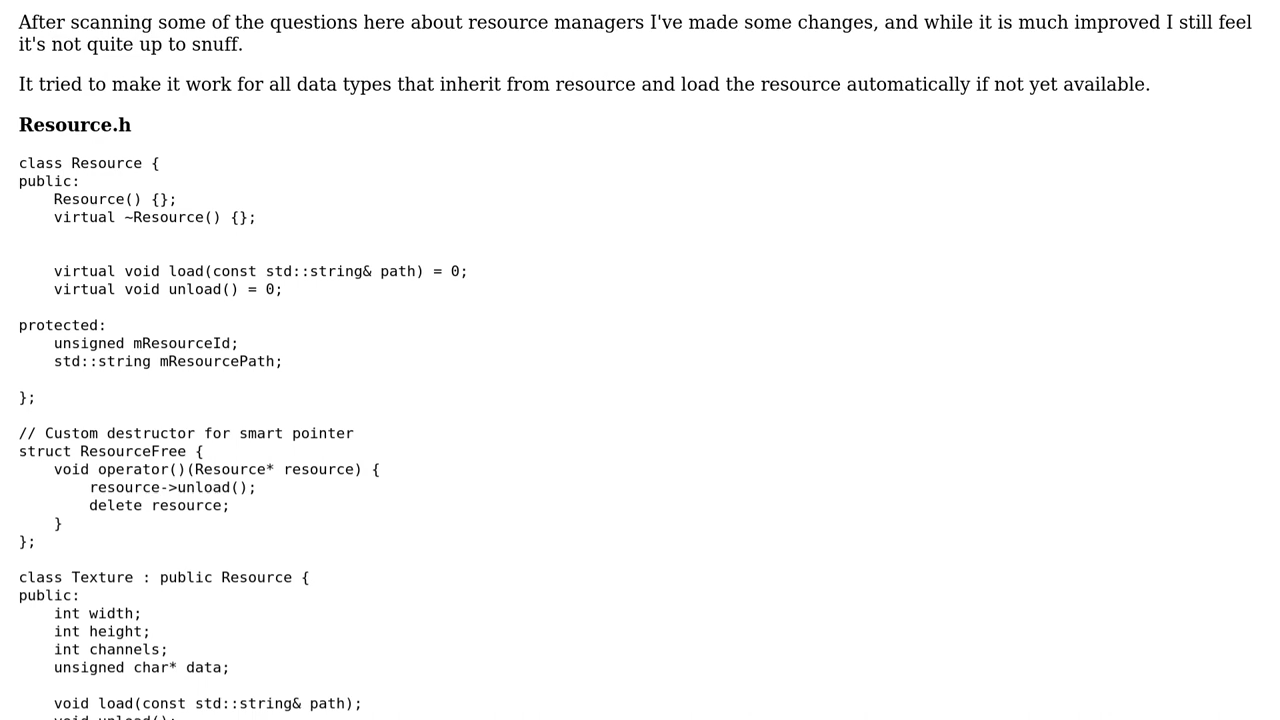 After scanning some of the questions here about resource managers I've made some changes, and while it is much improved I still feel
it's not quite up to snuff.
It tried to make it work for all data types that inherit from resource and load the resource automatically if not yet available.
Resource.h
class Resource {
public:
    Resource() {};
    virtual ~Resource() {};
    virtual void load(const std::string& path) = 0;
    virtual void unload() = 0;
protected:
    unsigned mResourceId;
    std::string mResourcePath;
};
// Custom destructor for smart pointer
struct ResourceFree {
    void operator()(Resource* resource) {
        resource->unload();
        delete resource;
    }
};
class Texture : public Resource {
public:
    int width;
    int height;
    int channels;
    unsigned char* data;
    void load(const std::string& path);
    void unload();